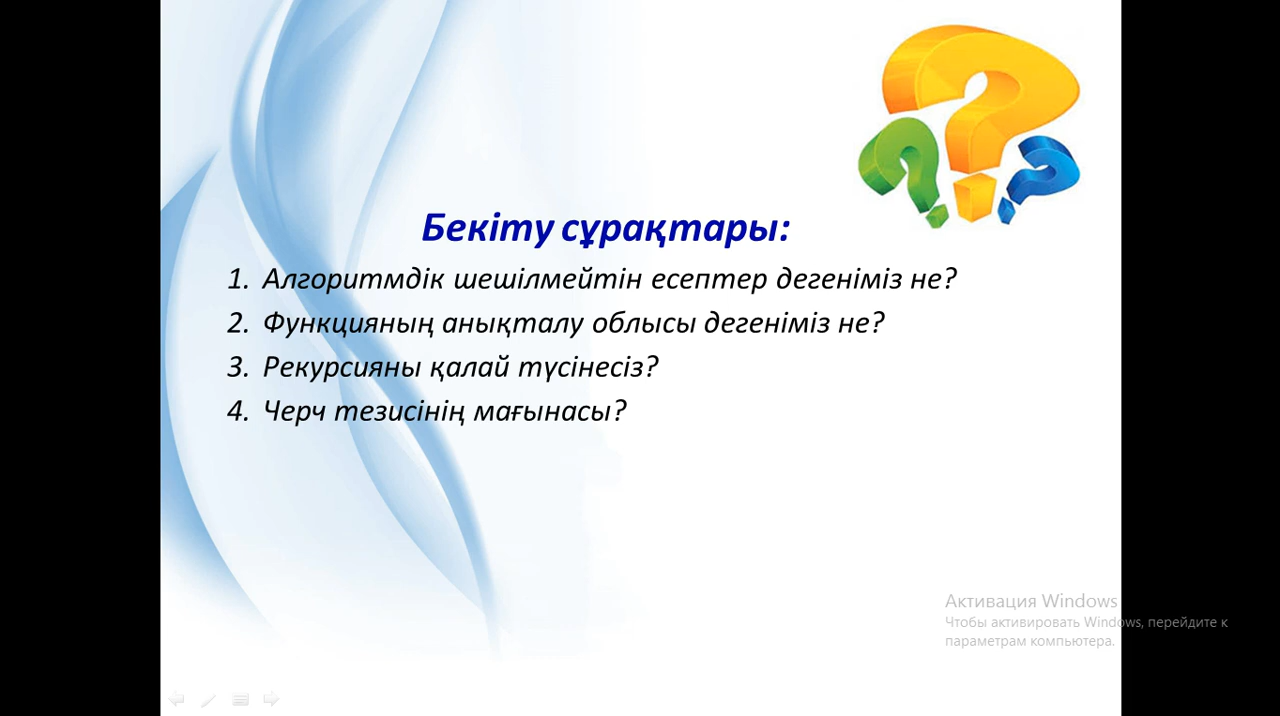 Бекіту сұрақтары:
1. Алгоритмдік шешілмейтін есептер дегеніміз не?
2. Функцияның анықталу облысы дегеніміз не?
3. Рекурсияны қалай түсінесіз?
4. Черч тезисінің мағынасы?
Активация Windows
Чтобы активировать Windows, перейдите к
параметрам компьютера.